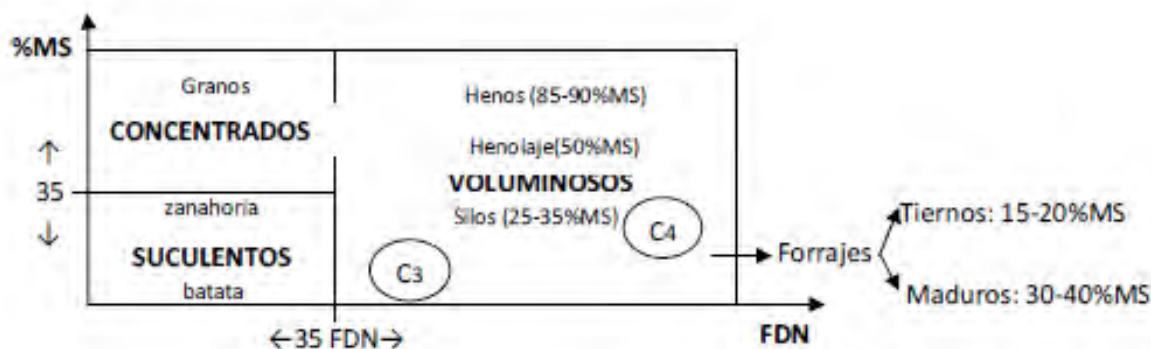 %MS
Granos
CONCENTRADOS
Henos (85-90%MS)
Henolaje(50%MS)
VOLUMINOSOS
↑
35
↓
zanahoria
SUCULENTOS
batata
Silos (25-35%MS)
C4
C3
Forrajes
Tiernos: 15-20%MS
Maduros: 30-40%MS
←35 FDN→
FDN